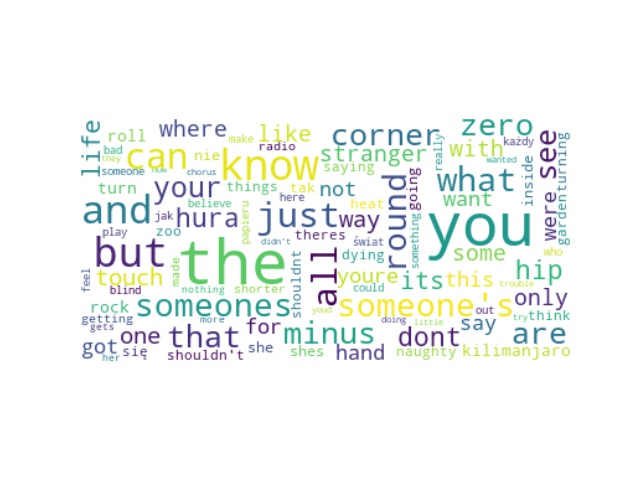 life
roll
where
make
like
radio
corner
zero
see
bad
they
can
nie
know
stranger
with
really
wanted
każdy
turning
someone
now
chorus
saying
what
inside
turn
your
things
tak
here
not
going
want
were
garden
and
jak
hura
believe
papieru
just
heat
way
round
something
you
but
play
zoo
the
didn't
theres
świat
all
dying
some
who
feel
touch
made
shouldnt
youre
its
this
hip
blind
nothing
shorter
could
trouble
rock
someones
someone's
only
getting
more
youd
out
doing
little
try
think
gets
one
that
for
minus
dont
say
are
got
się
her
shouldn't
she
shes
hand
naughty
kilimanjaro